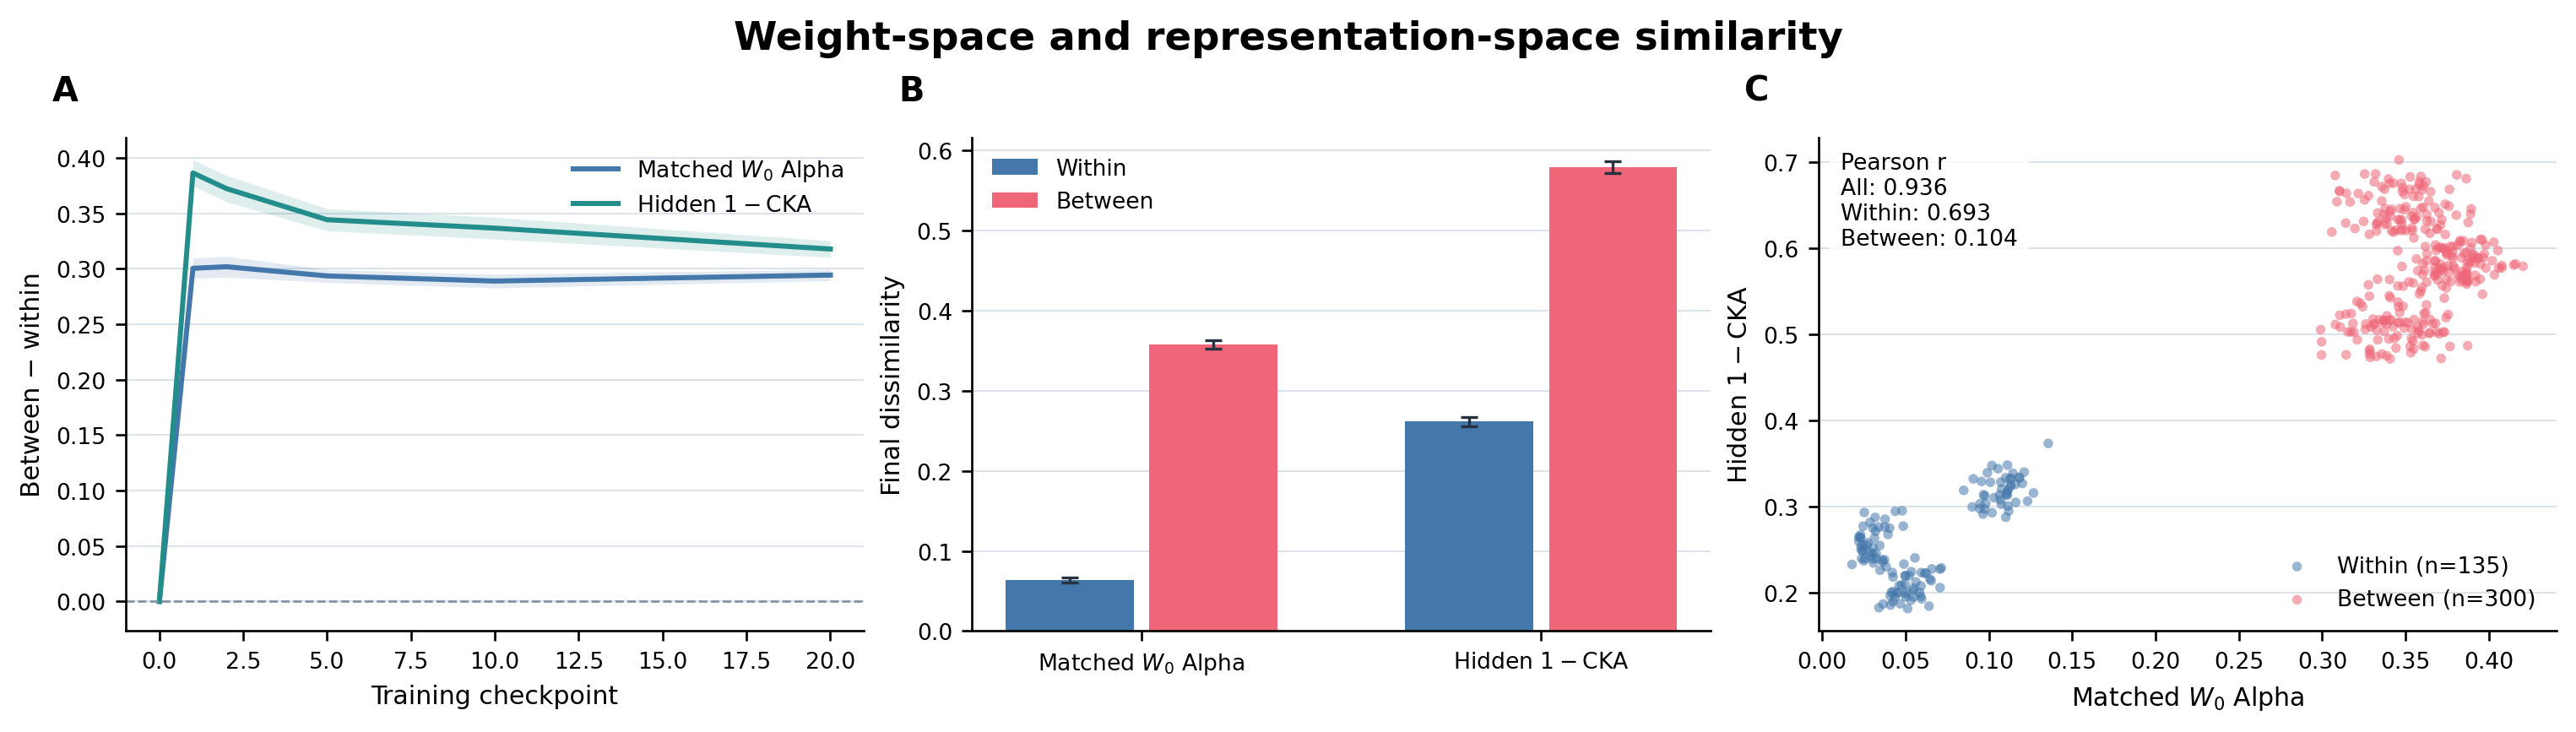 Weight-space and representation-space similarity
A
Between − within
0.40
0.35
0.30
0.25
0.20
0.15
0.10
0.05
0.00
Matched W₀ Alpha
Hidden 1 − CKA
0.0 2.5 5.0 7.5 10.0 12.5 15.0 17.5 20.0
Training checkpoint
B
Final dissimilarity
0.6
0.5
0.4
0.3
0.2
0.1
0.0
Within
Between
Matched W₀ Alpha Hidden 1 − CKA
C
Hidden 1 − CKA
0.7
0.6
0.5
0.4
0.3
0.2
Pearson r
All: 0.936
Within: 0.693
Between: 0.104
Within (n=135)
Between (n=300)
0.00 0.05 0.10 0.15 0.20 0.25 0.30 0.35 0.40
Matched W₀ Alpha